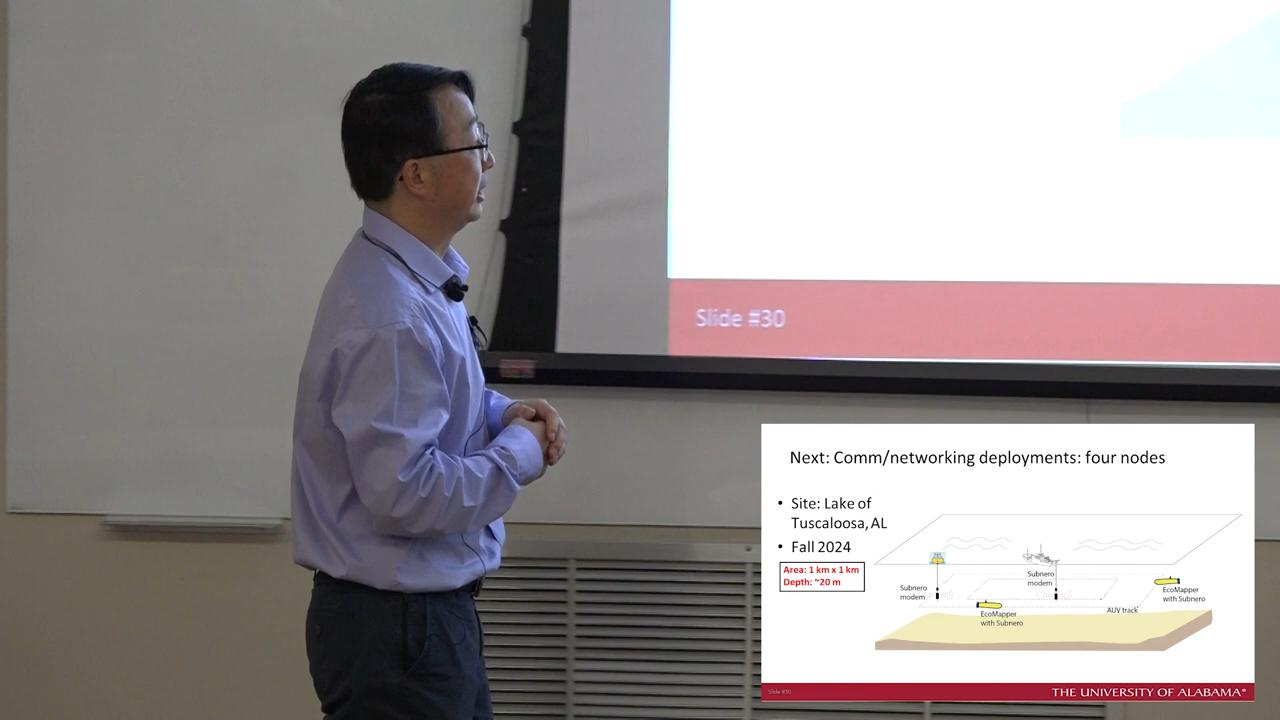 Slide #30
Next: Comm/networking deployments: four nodes
• Site: Lake of
Tuscaloosa, AL
• Fall 2024
Area: 1 km x 1 km
Depth: ~20 m
Subnero
modem
Subnero
modem
EcoMapper
with Subnero
EcoMapper
with Subnero
AUV track
Slide #30
THE UNIVERSITY OF ALABAMA®